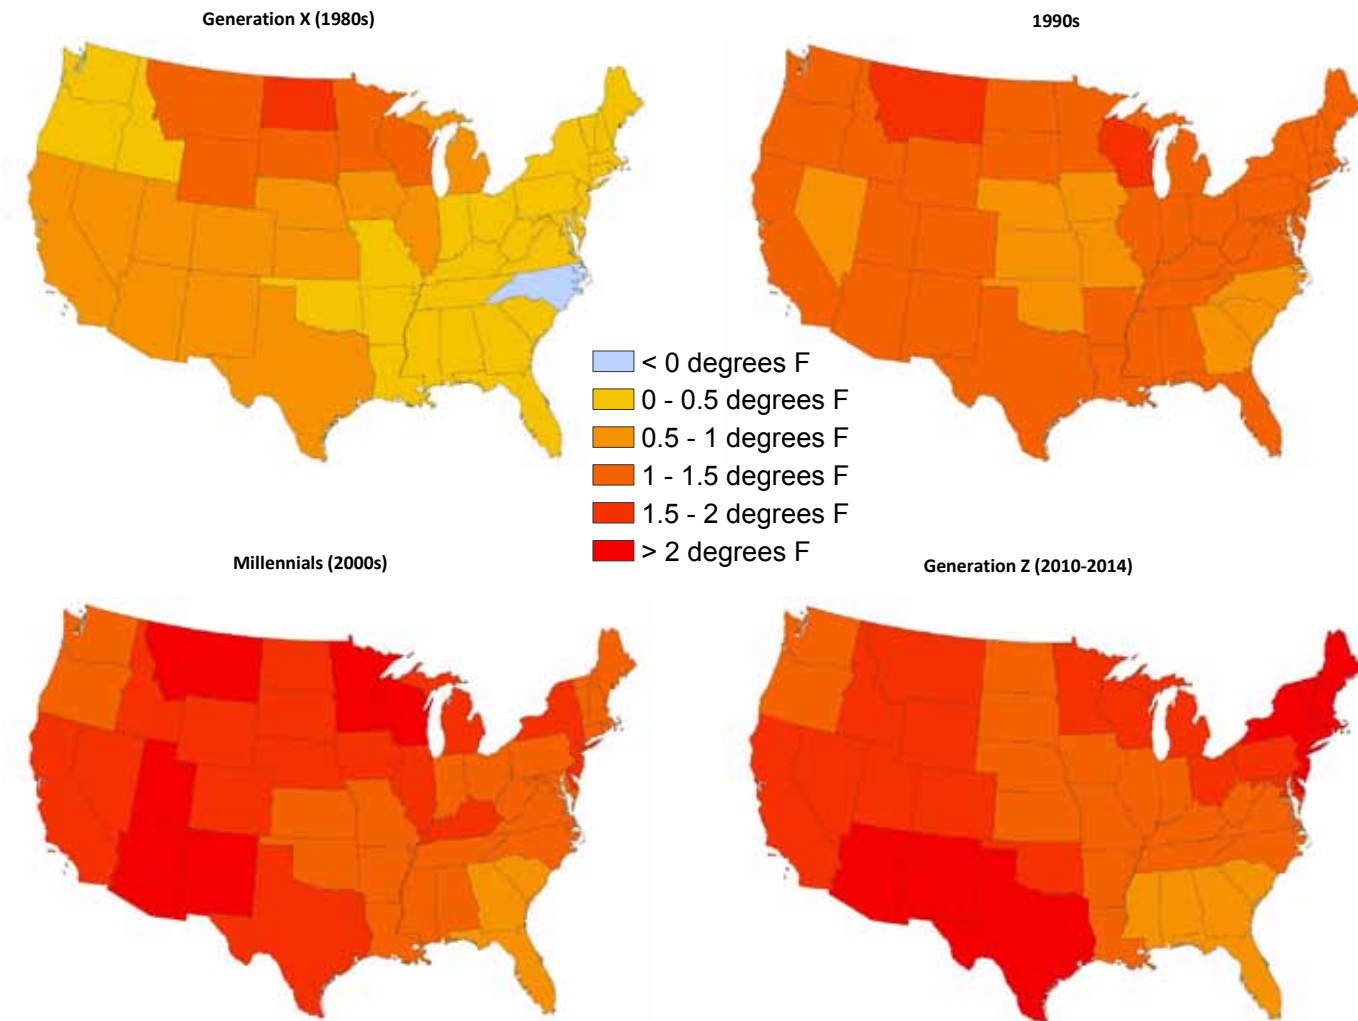 Generation X (1980s)
1990s
< 0 degrees F
0 - 0.5 degrees F
0.5 - 1 degrees F
1 - 1.5 degrees F
1.5 - 2 degrees F
> 2 degrees F
Millennials (2000s)
Generation Z (2010-2014)